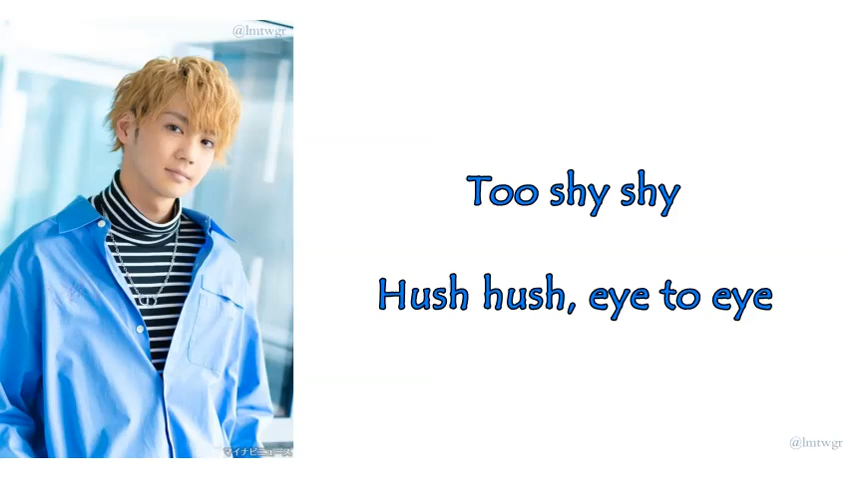 @lmtwgr
Too shy shy
Hush hush, eye to eye
マイナビニュース
@lmtwgr